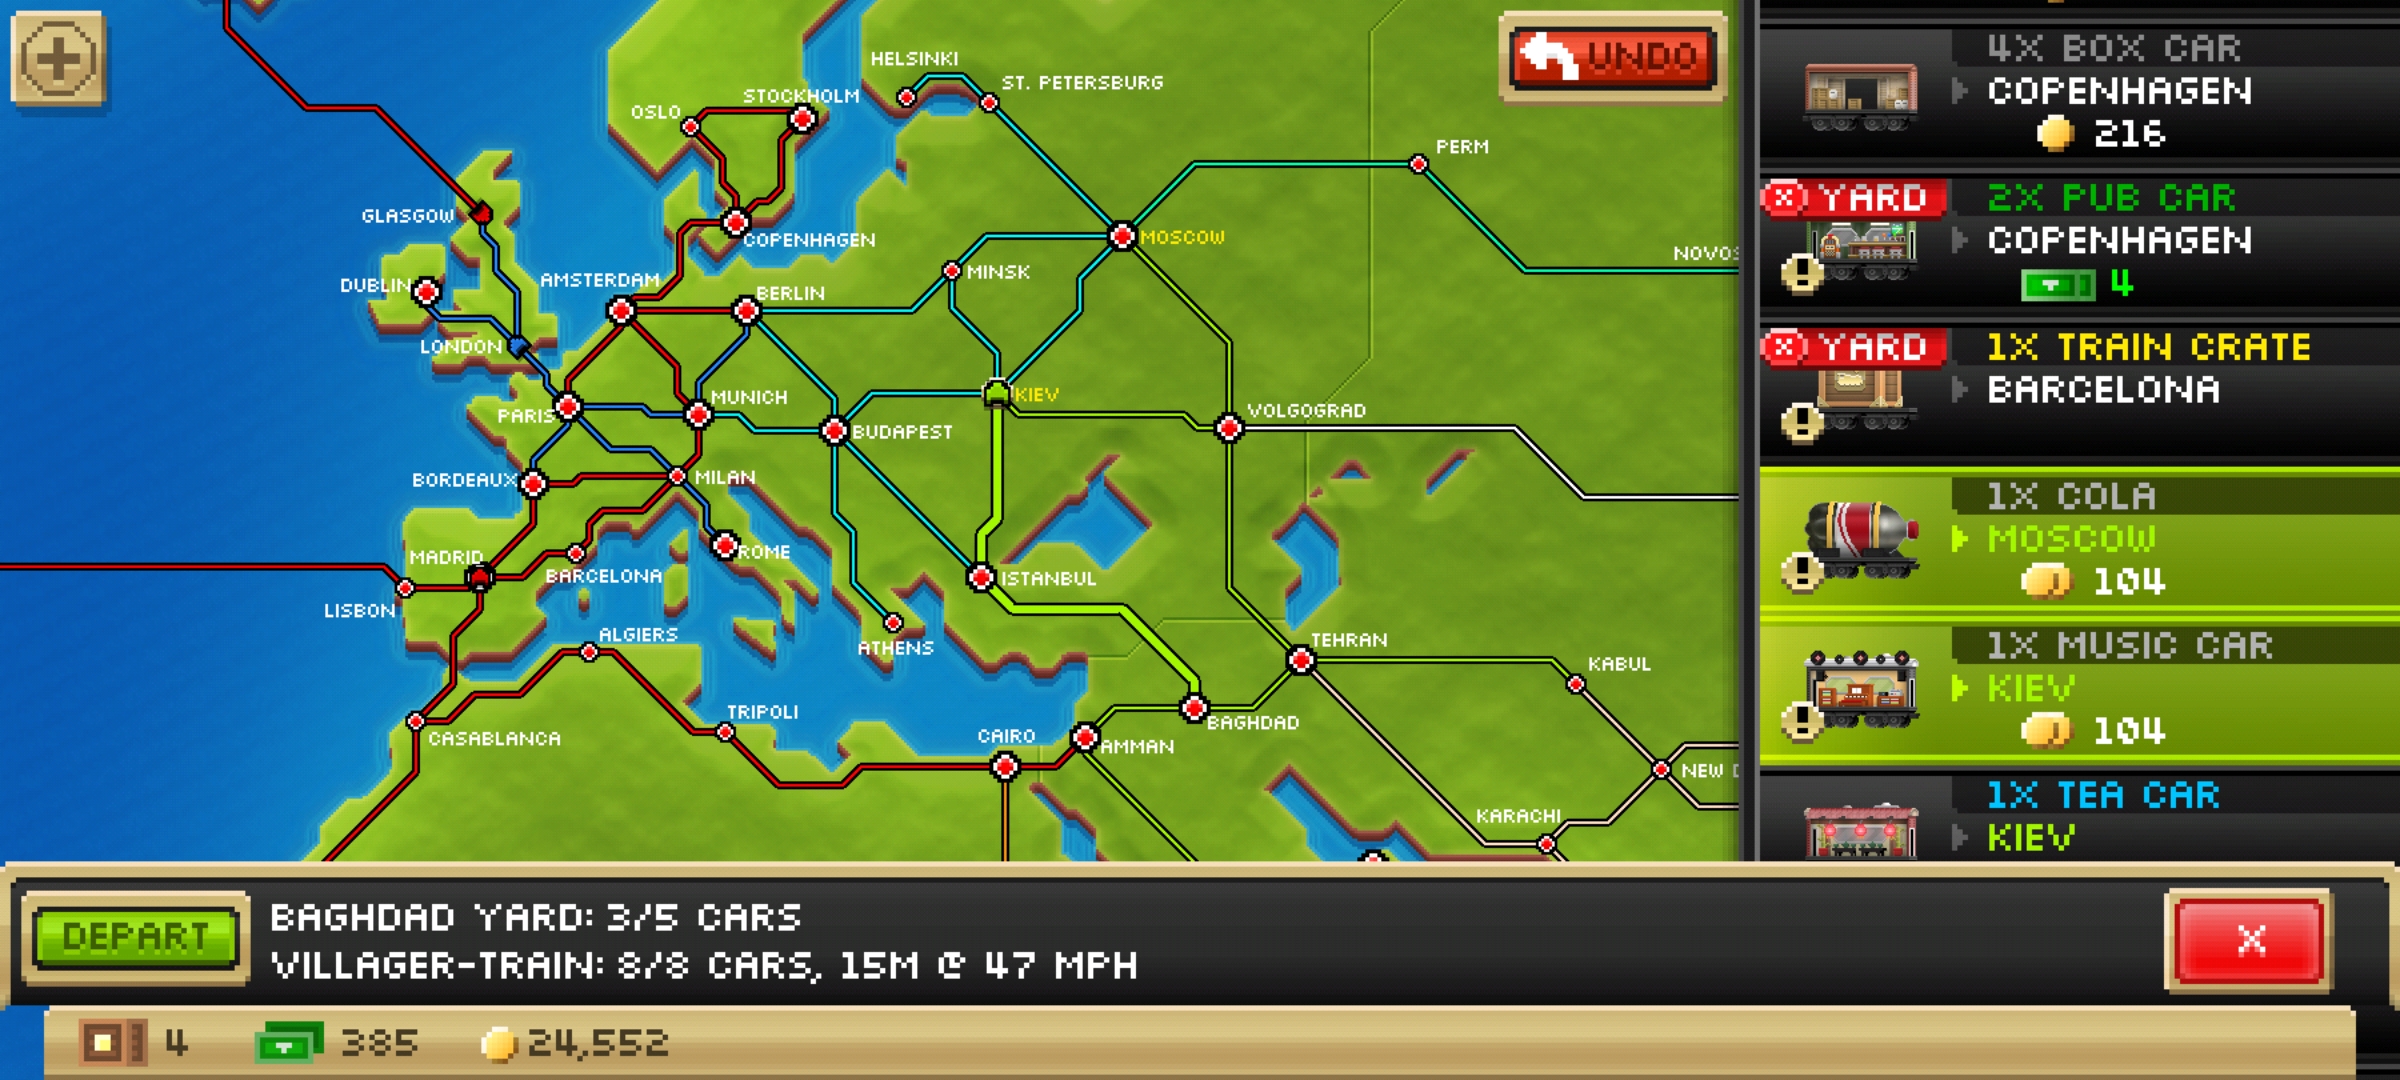 UNDO
HELSINKI
ST. PETERSBURG
STOCKHOLM
OSLO
PERM
GLASGOW
COPENHAGEN
MOSCOW
DUBLIN
AMSTERDAM
BERLIN
MINSK
LONDON
PARIS
MUNICH
KIEV
BUDAPEST
VOLGOGRAD
BORDEAUX
MILAN
MADRID
BARCELONA
ROME
ISTANBUL
LISBON
ALGIERS
ATHENS
TEHRAN
KABUL
CASABLANCA
TRIPOLI
CAIRO
AMMAN
BAGHDAD
NEW
KARACHI
4X BOX CAR
COPENHAGEN
216
YARD
2X PUB CAR
COPENHAGEN
4
YARD
1X TRAIN CRATE
BARCELONA
1X COLA
MOSCOW
104
1X MUSIC CAR
KIEV
104
1X TEA CAR
KIEV
DEPART
BAGHDAD YARD: 3/5 CARS
VILLAGER-TRAIN: 8/8 CARS, 15M @ 47 MPH
X
4
385
24,552